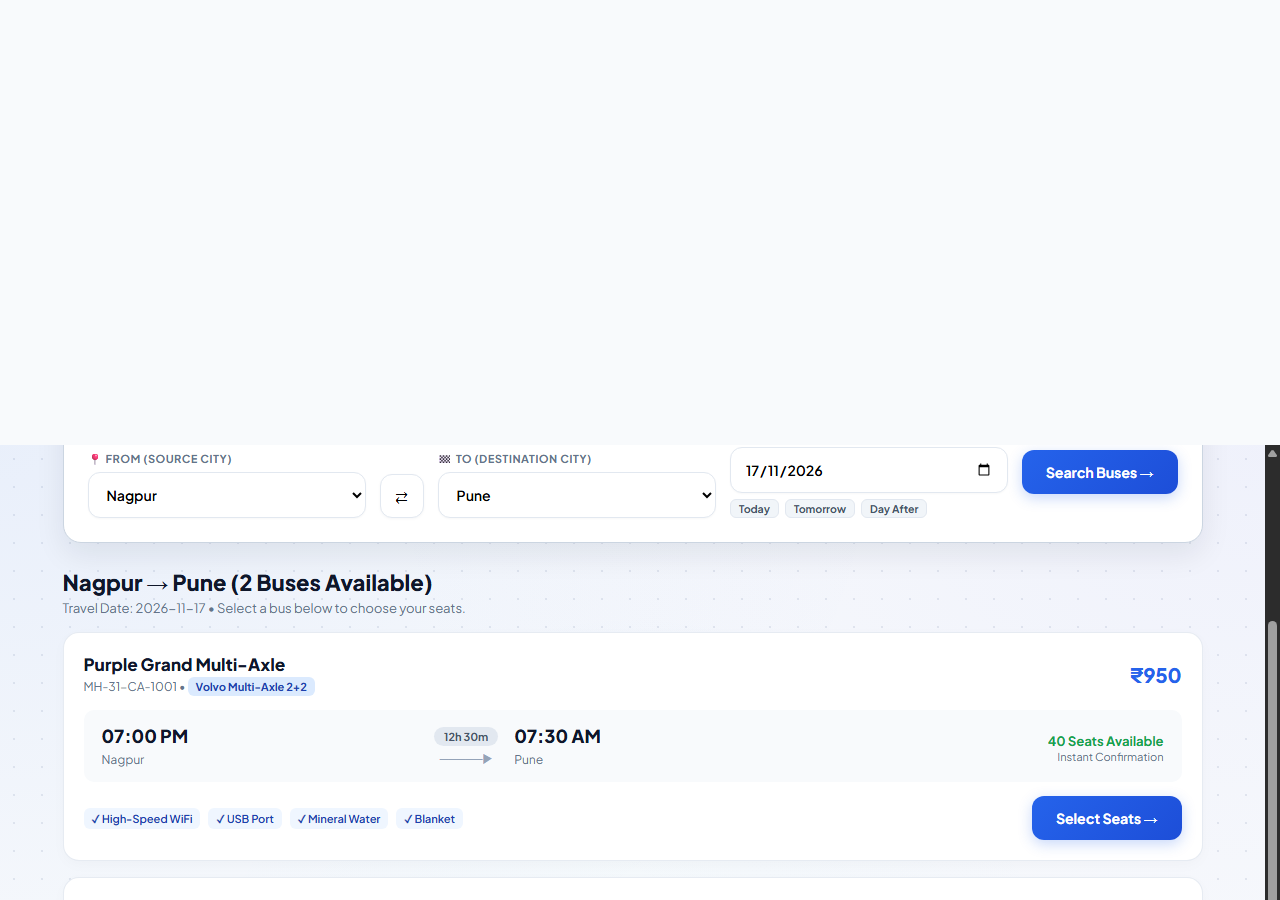 📍 FROM (SOURCE CITY)
🏁 TO (DESTINATION CITY)
Nagpur
⇄
Pune
17/11/2026
Search Buses →
Today
Tomorrow
Day After
Nagpur → Pune (2 Buses Available)
Travel Date: 2026-11-17 • Select a bus below to choose your seats.
Purple Grand Multi-Axle
MH-31-CA-1001 • Volvo Multi-Axle 2+2
₹950
07:00 PM
Nagpur
12h 30m
07:30 AM
Pune
40 Seats Available
Instant Confirmation
✓ High-Speed WiFi
✓ USB Port
✓ Mineral Water
✓ Blanket
Select Seats →